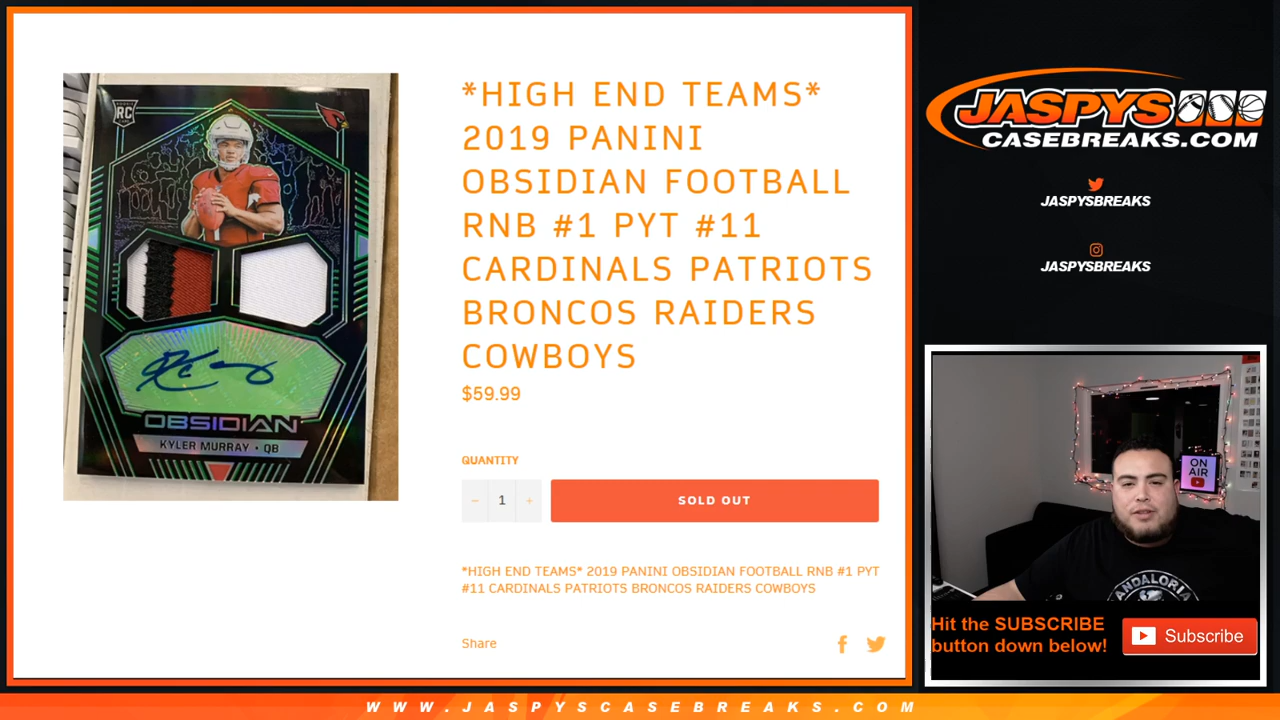 *HIGH END TEAMS*
2019 PANINI
OBSIDIAN FOOTBALL
RNB #1 PYT #11
CARDINALS PATRIOTS
BRONCOS RAIDERS
COWBOYS
$59.99
QUANTITY
− 1 +
SOLD OUT
*HIGH END TEAMS* 2019 PANINI OBSIDIAN FOOTBALL RNB #1 PYT
#11 CARDINALS PATRIOTS BRONCOS RAIDERS COWBOYS
Share
RC
OBSIDIAN
KYLER MURRAY • QB
JASPYS
CASEBREAKS.COM
JASPYSBREAKS
JASPYSBREAKS
ON
AIR
Hit the SUBSCRIBE
button down below!
Subscribe
WWW.JASPYSCASEBREAKS.COM